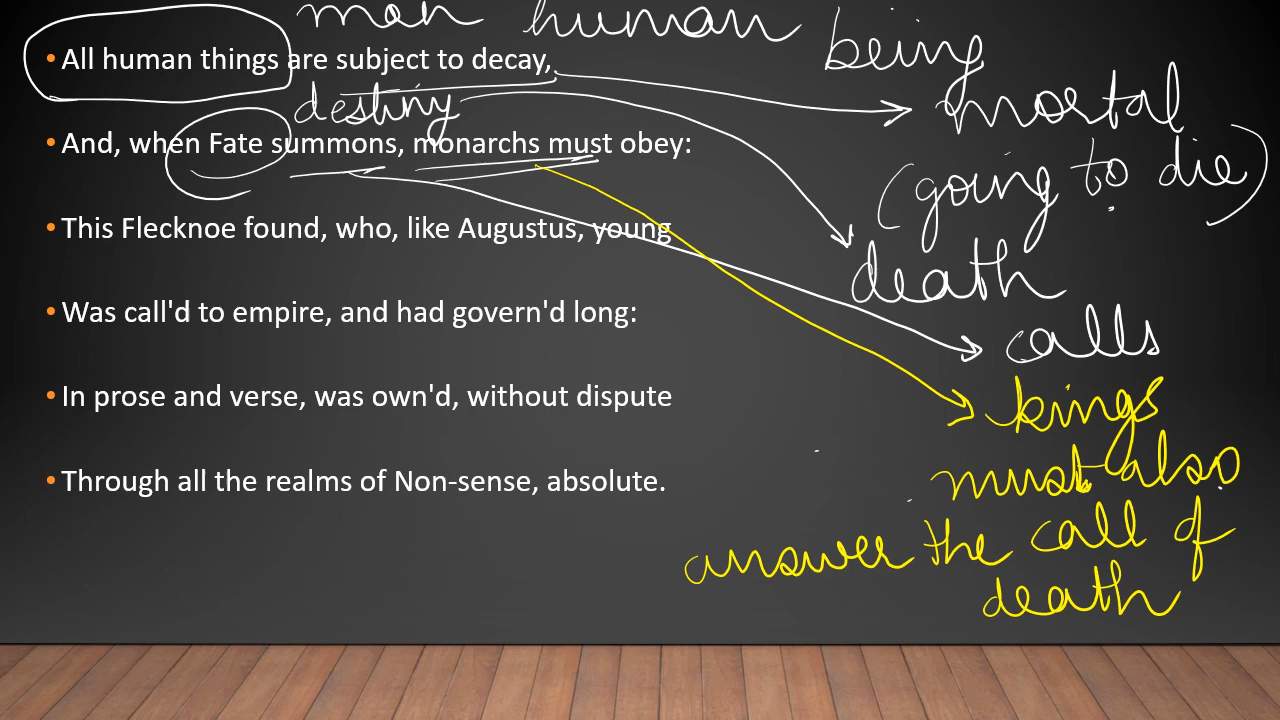 man human being
• All human things are subject to decay,
mortal
destiny
• And, when Fate summons, monarchs must obey:
(going to die)
• This Flecknoe found, who, like Augustus, young
death
• Was call'd to empire, and had govern'd long:
calls
• In prose and verse, was own'd, without dispute
kings
• Through all the realms of Non-sense, absolute.
must also
answer the call of
death